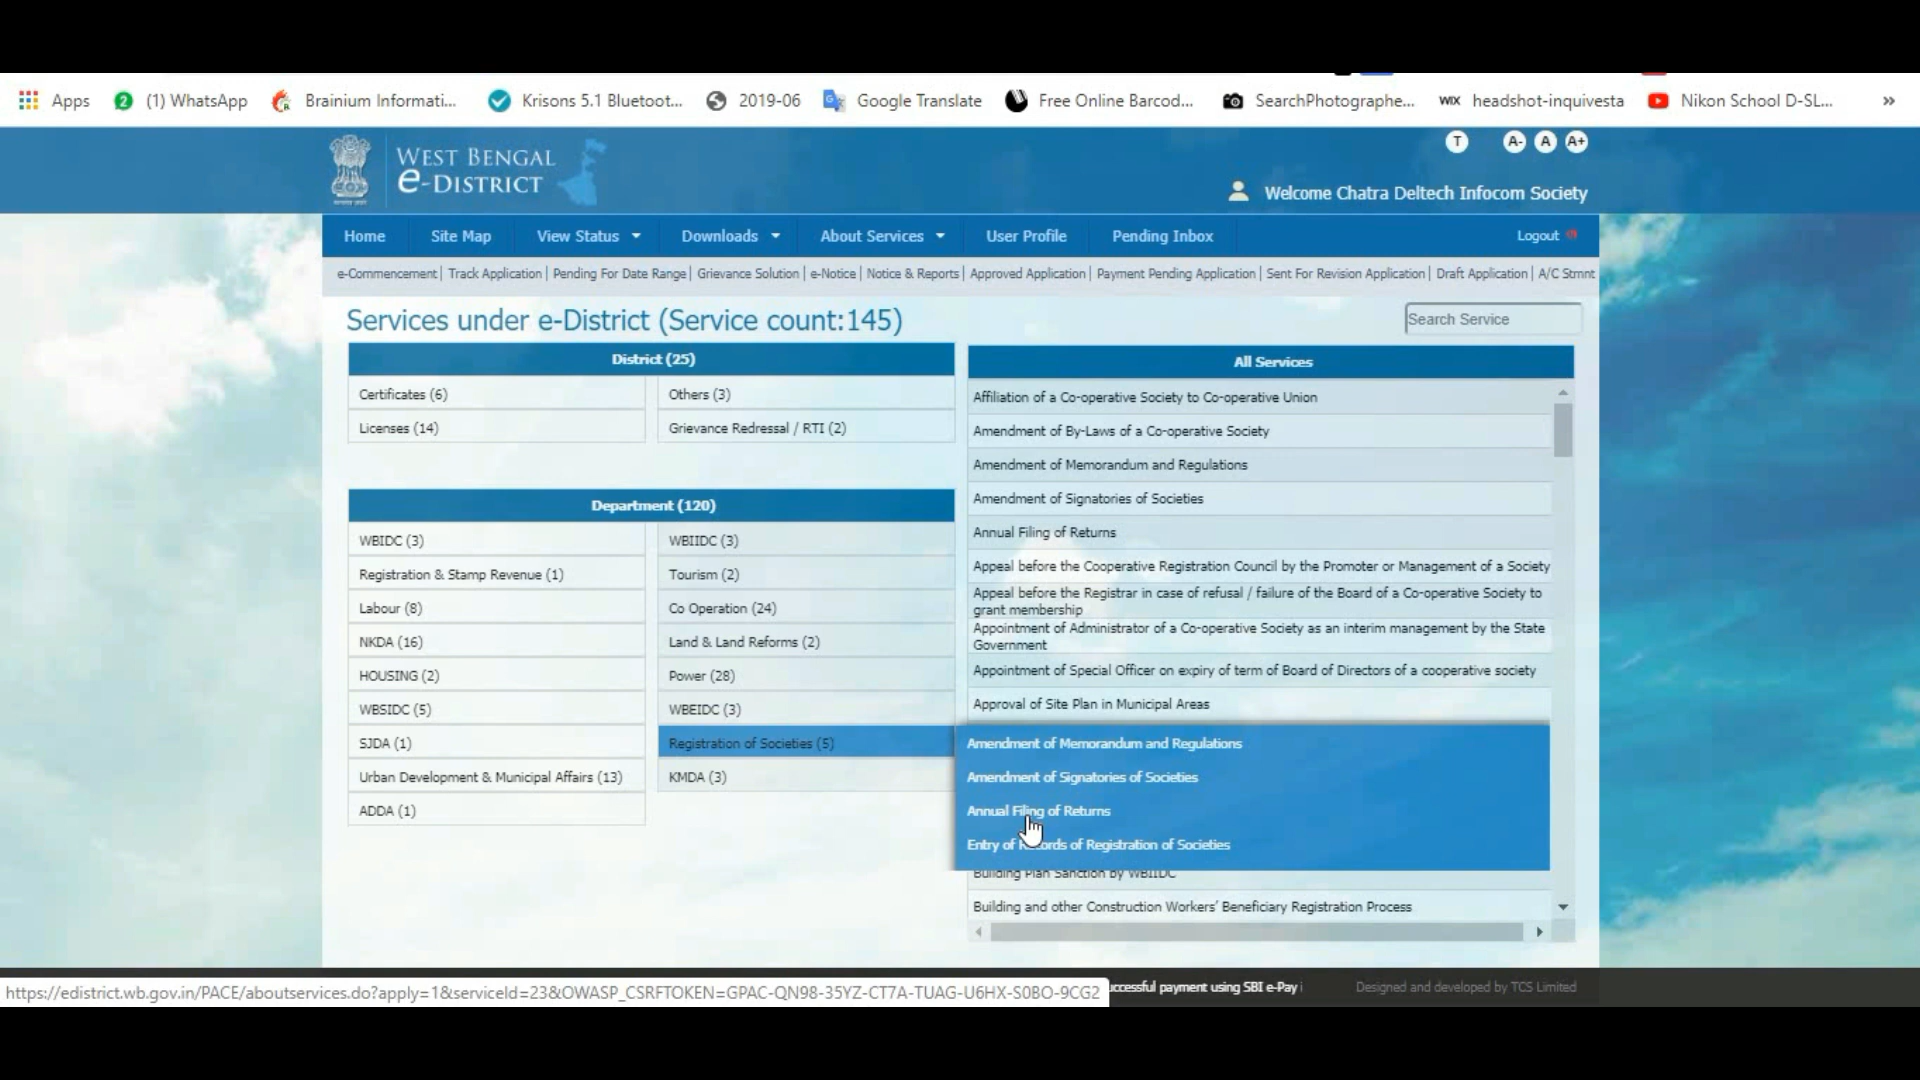 Apps
2 (1) WhatsApp
Brainium Informati...
Krisons 5.1 Bluetoot...
2019-06
Google Translate
Free Online Barcod...
SearchPhotographe...
WIX headshot-inquivesta
Nikon School D-SL...
»
WEST BENGAL
e-DISTRICT
T A- A A+
Welcome Chatra Deltech Infocom Society
Home Site Map View Status Downloads About Services User Profile Pending Inbox Logout
e-Commencement| Track Application| Pending For Date Range| Grievance Solution| e-Notice| Notice & Reports| Approved Application| Payment Pending Application| Sent For Revision Application| Draft Application| A/C Stmnt
Services under e-District (Service count:145)
Search Service
District (25)
Certificates (6) Others (3)
Licenses (14) Grievance Redressal / RTI (2)
Department (120)
WBIDC (3) WBIIDC (3)
Registration & Stamp Revenue (1) Tourism (2)
Labour (8) Co Operation (24)
NKDA (16) Land & Land Reforms (2)
HOUSING (2) Power (28)
WBSIDC (5) WBEIDC (3)
SJDA (1) Registration of Societies (5)
Urban Development & Municipal Affairs (13) KMDA (3)
ADDA (1)
All Services
Affiliation of a Co-operative Society to Co-operative Union
Amendment of By-Laws of a Co-operative Society
Amendment of Memorandum and Regulations
Amendment of Signatories of Societies
Annual Filing of Returns
Appeal before the Cooperative Registration Council by the Promoter or Management of a Society
Appeal before the Registrar in case of refusal / failure of the Board of a Co-operative Society to
grant membership
Appointment of Administrator of a Co-operative Society as an interim management by the State
Government
Appointment of Special Officer on expiry of term of Board of Directors of a cooperative society
Approval of Site Plan in Municipal Areas
Amendment of Memorandum and Regulations
Amendment of Signatories of Societies
Annual Filing of Returns
Entry of Records of Registration of Societies
Building Plan Sanction by WBIIDC
Building and other Construction Workers' Beneficiary Registration Process
https://edistrict.wb.gov.in/PACE/aboutservices.do?apply=1&serviceId=23&OWASP_CSRFTOKEN=GPAC-QN98-35YZ-CT7A-TUAG-U6HX-S0BO-9CG2
uccessful payment using SBI e-Pay i
Designed and developed by TCS Limited